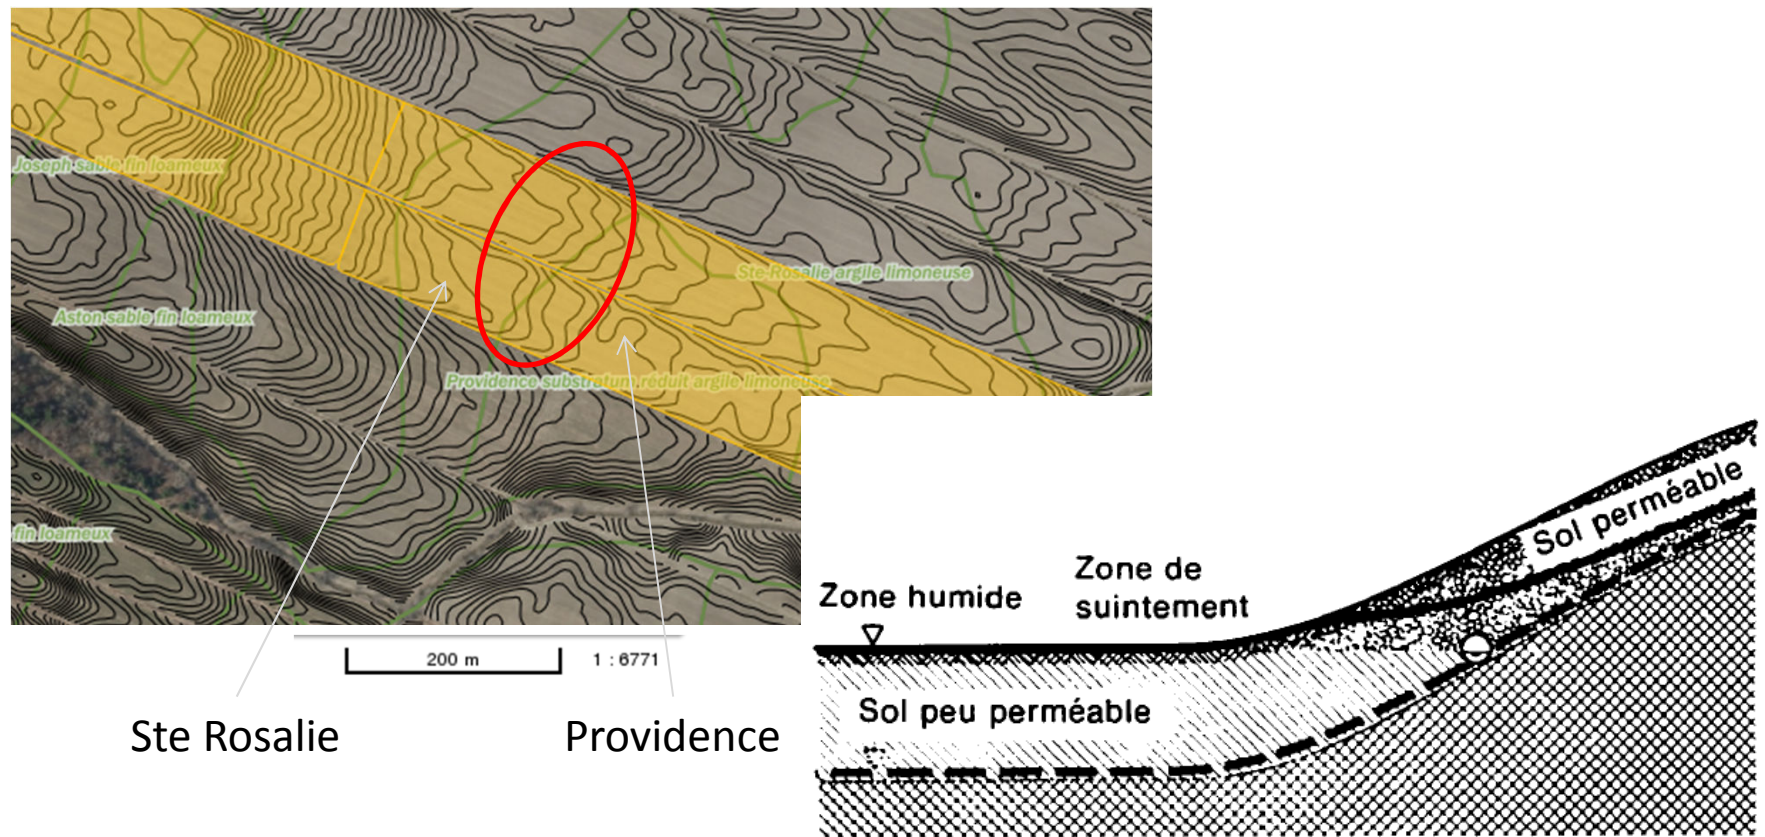 Joseph sable fin loameux
Ste-Rosalie argile limoneuse
Aston sable fin loameux
Providence substratum réduit argile limoneuse
fin loameux
200 m
1 : 6771
Ste Rosalie
Providence
Sol perméable
Zone de
suintement
Zone humide
Sol peu perméable